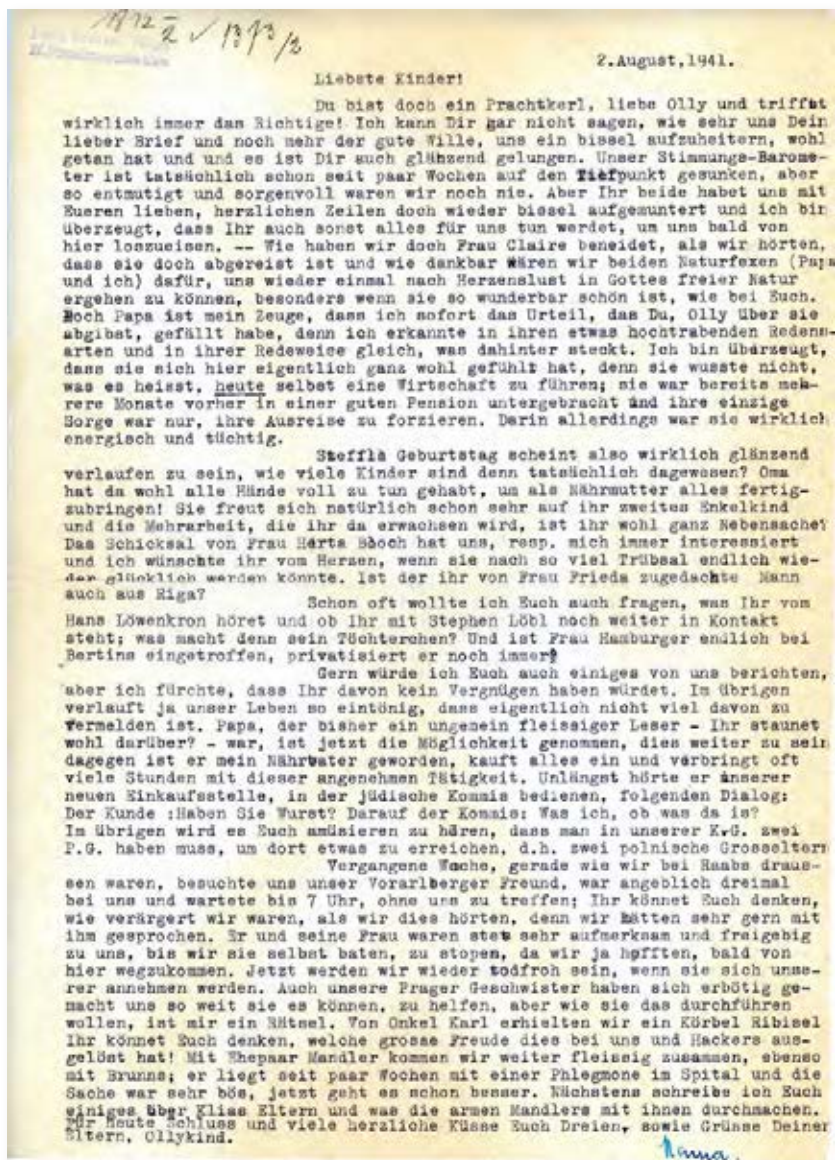 2.August,1941.
Liebste Kinder!
Du bist doch ein Prachtkerl, liebe Olly und triffst
wirklich immer das Richtige! Ich kann Dir gar nicht sagen, wie sehr uns Dein
lieber Brief und noch mehr der gute Wille, uns ein bissel aufzuheitern, wohl
getan hat und und es ist Dir auch glänzend gelungen. Unser Stimmungs-Barome-
ter ist tatsächlich schon seit paar Wochen auf den Tiefpunkt gesunken, aber
so entmutigt und sorgenvoll waren wir noch nie. Aber Ihr beide habet uns mit
Eueren lieben, herzlichen Zeilen doch wieder bissel aufgemuntert und ich bin
überzeugt, dass Ihr auch sonst alles für uns tun werdet, um uns bald von
hier loszueisen. -- Wie haben wir doch Frau Claire beneidet, als wir hörten,
dass sie doch abgereist ist und wie dankbar wären wir beiden Naturfexen (Papa
und ich) dafür, uns wieder einmal nach Herzenslust in Gottes freier Natur
ergehen zu können, besonders wenn sie so wunderbar schön ist, wie bei Euch.
Doch Papa ist mein Zeuge, dass ich sofort das Urteil, das Du, Olly über sie
abgibst, gefällt habe, denn ich erkannte in ihren etwas hochtrabenden Redens-
arten und in ihrer Redeweise gleich, was dahinter steckt. Ich bin überzeugt,
dass sie sich hier eigentlich ganz wohl gefühlt hat, denn sie wusste nicht,
was es heisst, heute selbst eine Wirtschaft zu führen; sie war bereits meh-
rere Monate vorher in einer guten Pension untergebracht und ihre einzige
Sorge war nur, ihre Ausreise zu forzieren. Darin allerdings war sie wirklich
energisch und tüchtig.
Steffls Geburtstag scheint also wirklich glänzend
verlaufen zu sein, wie viele Kinder sind denn tatsächlich dagewesen? Oma
hat da wohl alle Hände voll zu tun gehabt, um als Nährmutter alles fertig-
zubringen! Sie freut sich natürlich schon sehr auf ihr zweites Enkelkind
und die Mehrarbeit, die ihr da erwachsen wird, ist ihr wohl ganz Nebensache?
Das Schicksal von Frau Herta hat uns, resp. mich immer interessiert
und ich wünschte ihr vom Herzen, wenn sie nach so viel Trübsal endlich wie-
der glücklich werden könnte. Ist der ihr von Frau Frieda zugedachte Mann
auch aus Riga?
Schon oft wollte ich Euch auch fragen, was Ihr vom
Hans Löwenkron höret und ob Ihr mit Stephen Löbl noch weiter in Kontakt
steht; was macht denn sein Töchterchen? Und ist Frau Hamburger endlich bei
Bertins eingetroffen, privatisiert er noch immer?
Gern würde ich Euch auch einiges von uns berichten,
aber ich fürchte, dass Ihr davon kein Vergnügen haben würdet. Im übrigen
verlauft ja unser Leben so eintönig, dass eigentlich nicht viel davon zu
vermelden ist. Papa, der bisher ein ungemein fleissiger Leser - Ihr staunet
wohl darüber? - war, ist jetzt die Möglichkeit genommen, dies weiter zu sein
dagegen ist er mein Nährvater geworden, kauft alles ein und verbringt oft
viele Stunden mit dieser angenehmen Tätigkeit. Unlängst hörte er unserer
neuen Einkaufsstelle, in der jüdische Kommis bedienen, folgenden Dialog:
Der Kunde :Haben Sie Wurst? Darauf der Kommis: Was ich, ob was da is?
Im übrigen wird es Euch amüsieren zu hören, dass man in unserer K.G. zwei
P.G. haben muss, um dort etwas zu erreichen, d.h. zwei polnische Grosseltern
Vergangene Woche, gerade wie wir bei Raabs draus-
sen waren, besuchte uns unser Vorarlberger Freund, war angeblich dreimal
bei uns und wartete bis 7 Uhr, ohne uns zu treffen; Ihr könnet Euch denken,
wie verärgert wir waren, als wir dies hörten, denn wir hätten sehr gern mit
ihm gesprochen. Er und seine Frau waren stets sehr aufmerksam und freigebig
zu uns, bis wir sie selbst baten, zu stopen, da wir ja hofften, bald von
hier wegzukommen. Jetzt werden wir wieder todfroh sein, wenn sie sich unse-
rer annehmen werden. Auch unsere Prager Geschwister haben sich erbötig ge-
macht uns so weit sie es können, zu helfen, aber wie sie das durchführen
wollen, ist mir ein Rätsel. Von Onkel Karl erhielten wir ein Körbel Ribisel
Ihr könnet Euch denken, welche grosse Freude dies bei uns und Hackers aus-
gelöst hat! Mit Ehepaar Mandler kommen wir weiter fleissig zusammen, ebenso
mit Brunns; er liegt seit paar Wochen mit einer Phlegmone im Spital und die
Sache war sehr bös, jetzt geht es schon besser. Nächstens schreibe ich Euch
einiges über Klias Eltern und was die armen Mandlers mit ihnen durchmachen.
Für heute Schluss und viele herzliche Küsse Euch Dreien, sowie Grüsse Deinen
Eltern, Ollykind.
Mama.